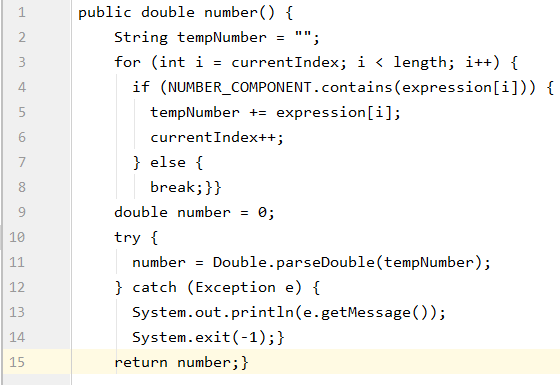 1 public double number() {
2 String tempNumber = "";
3 for (int i = currentIndex; i < length; i++) {
4 if (NUMBER_COMPONENT.contains(expression[i])) {
5 tempNumber += expression[i];
6 currentIndex++;
7 } else {
8 break;}}
9 double number = 0;
10 try {
11 number = Double.parseDouble(tempNumber);
12 } catch (Exception e) {
13 System.out.println(e.getMessage());
14 System.exit(-1);}
15 return number;}